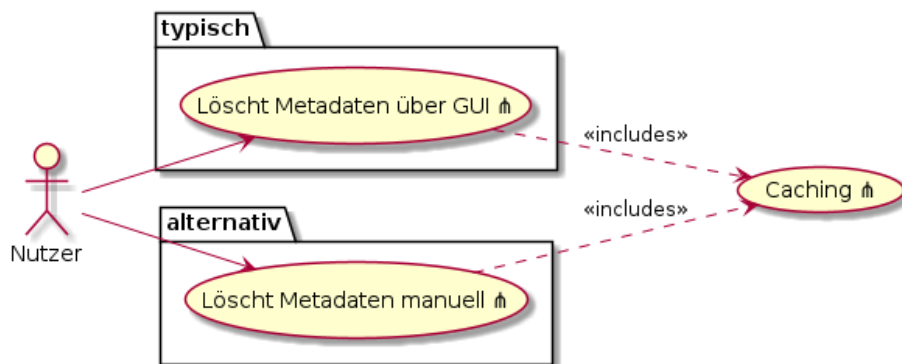 typisch
Löscht Metadaten über GUI ⋔
«includes»
Caching ⋔
«includes»
Nutzer
alternativ
Löscht Metadaten manuell ⋔